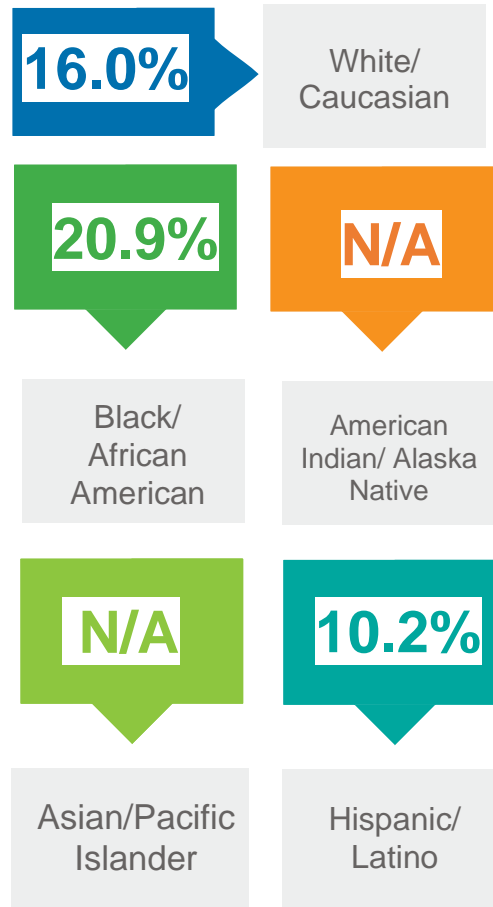 16.0%
White/
Caucasian
20.9%
N/A
Black/
African
American
American
Indian/ Alaska
Native
N/A
10.2%
Asian/Pacific
Islander
Hispanic/
Latino